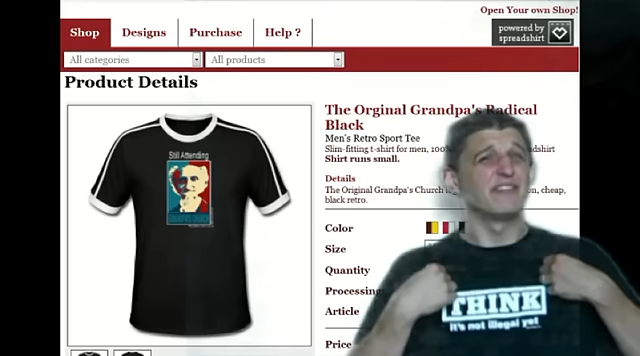 Open Your own Shop!
Shop
Designs
Purchase
Help ?
powered by
spreadshirt
All categories
All products
Product Details
The Orginal Grandpa's Radical
Black
Men's Retro Sport Tee
Slim-fitting t-shirt for men, 100%
Shirt runs small.
Details
The Original Grandpa's Church
cheap,
black retro.
Color
Size
Quantity
Processing
Article
Price
Still Attending
THINK
It's not illegal yet